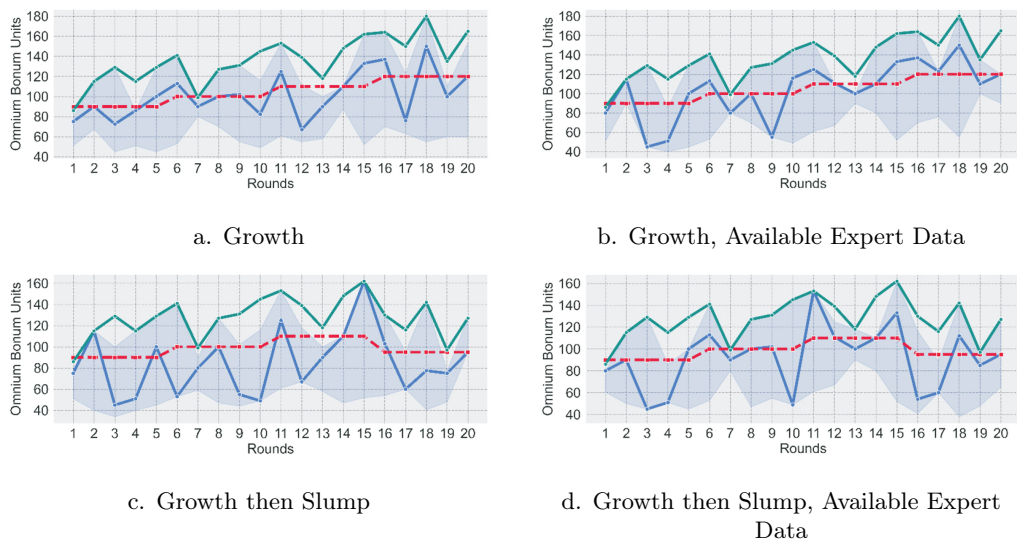 Omnium Bonum Units
180
160
140
120
100
80
60
40
1 2 3 4 5 6 7 8 9 10 11 12 13 14 15 16 17 18 19 20
Rounds
a. Growth
Omnium Bonum Units
180
160
140
120
100
80
60
40
1 2 3 4 5 6 7 8 9 10 11 12 13 14 15 16 17 18 19 20
Rounds
b. Growth, Available Expert Data
Omnium Bonum Units
160
140
120
100
80
60
40
1 2 3 4 5 6 7 8 9 10 11 12 13 14 15 16 17 18 19 20
Rounds
c. Growth then Slump
Omnium Bonum Units
160
140
120
100
80
60
40
1 2 3 4 5 6 7 8 9 10 11 12 13 14 15 16 17 18 19 20
Rounds
d. Growth then Slump, Available Expert
Data